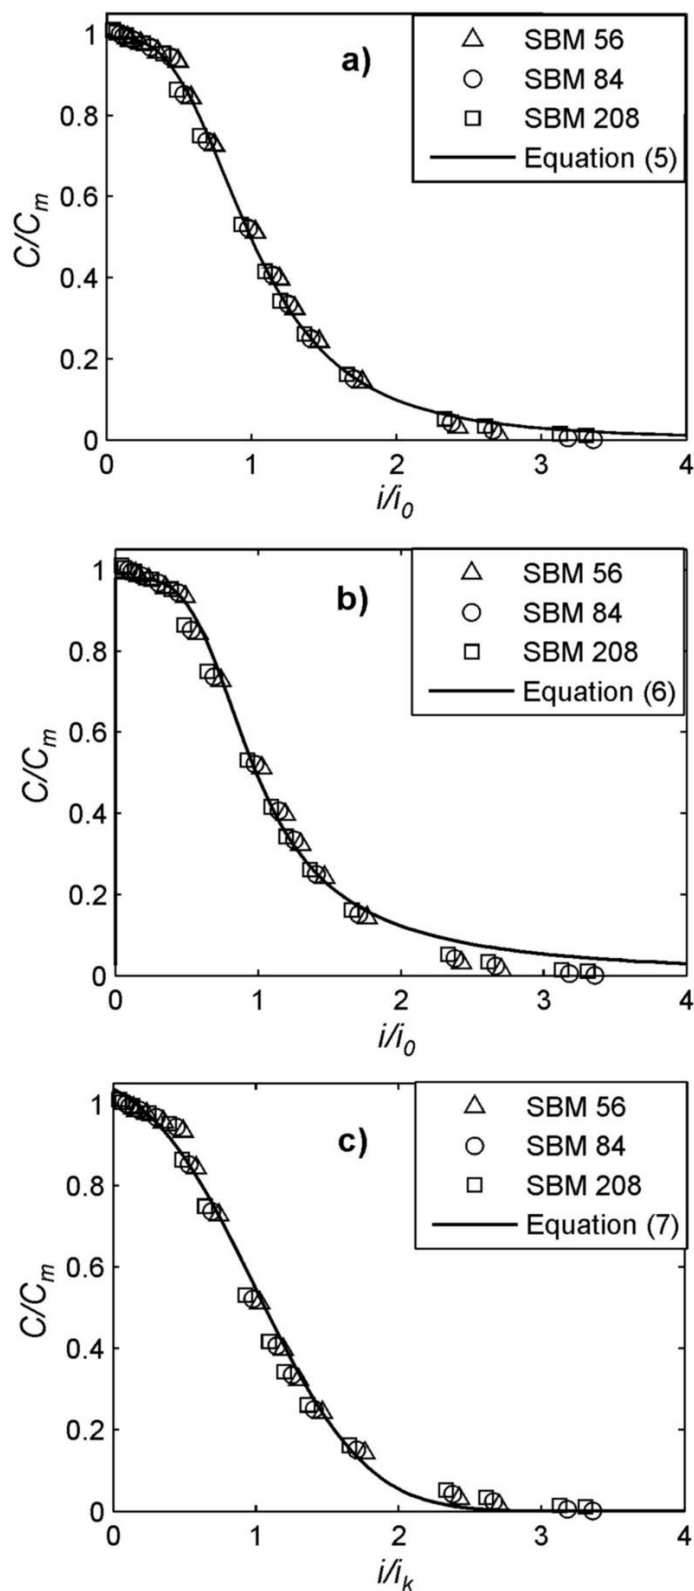 a)
SBM 56
SBM 84
SBM 208
Equation (5)
1
0.8
0.6
0.4
0.2
0
C/Cm
0 1 2 3 4
i/i0
b)
SBM 56
SBM 84
SBM 208
Equation (6)
1
0.8
0.6
0.4
0.2
0
C/Cm
0 1 2 3 4
i/i0
c)
SBM 56
SBM 84
SBM 208
Equation (7)
1
0.8
0.6
0.4
0.2
0
C/Cm
0 1 2 3 4
i/ik